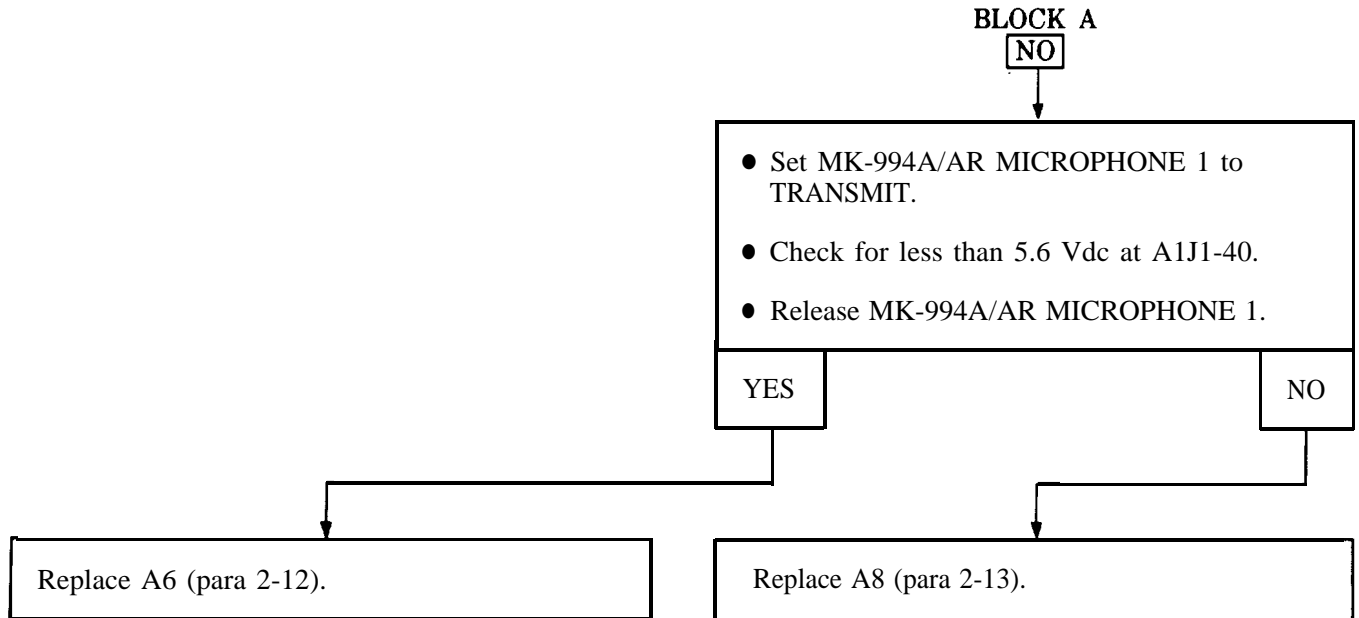 BLOCK A
NO
● Set MK-994A/AR MICROPHONE 1 to
TRANSMIT.
● Check for less than 5.6 Vdc at A1J1-40.
● Release MK-994A/AR MICROPHONE 1.
YES
NO
Replace A6 (para 2-12).
Replace A8 (para 2-13).